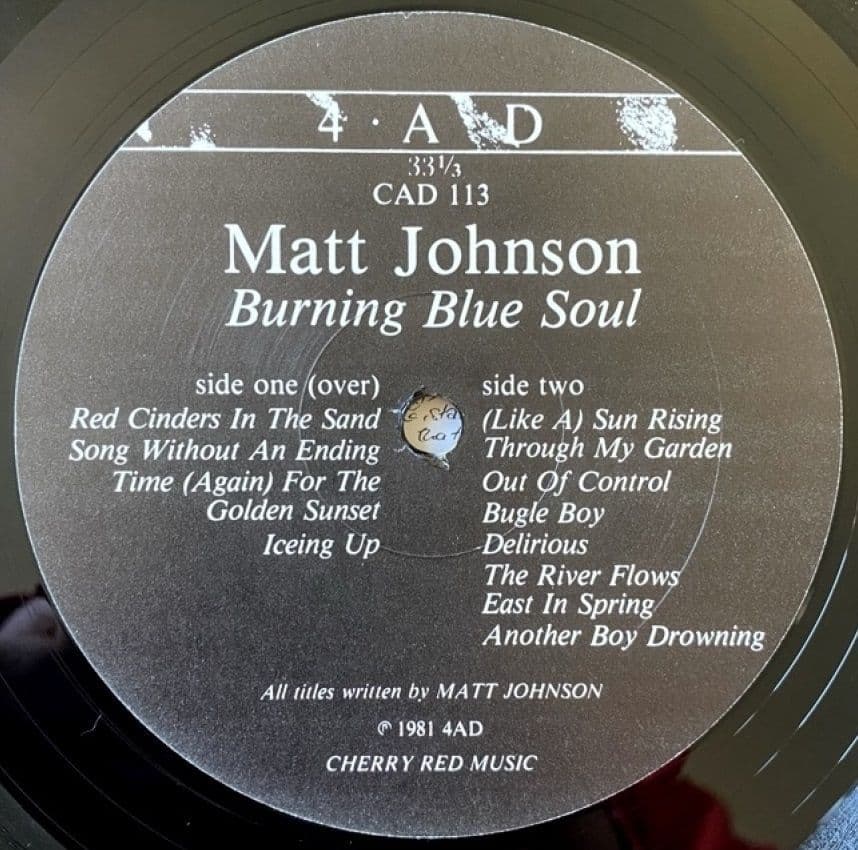 4 · A D
33⅓
CAD 113
Matt Johnson
Burning Blue Soul
side one (over)
Red Cinders In The Sand
Song Without An Ending
Time (Again) For The
Golden Sunset
Iceing Up
side two
(Like A) Sun Rising
Through My Garden
Out Of Control
Bugle Boy
Delirious
The River Flows
East In Spring
Another Boy Drowning
All titles written by MATT JOHNSON
℗ 1981 4AD
CHERRY RED MUSIC